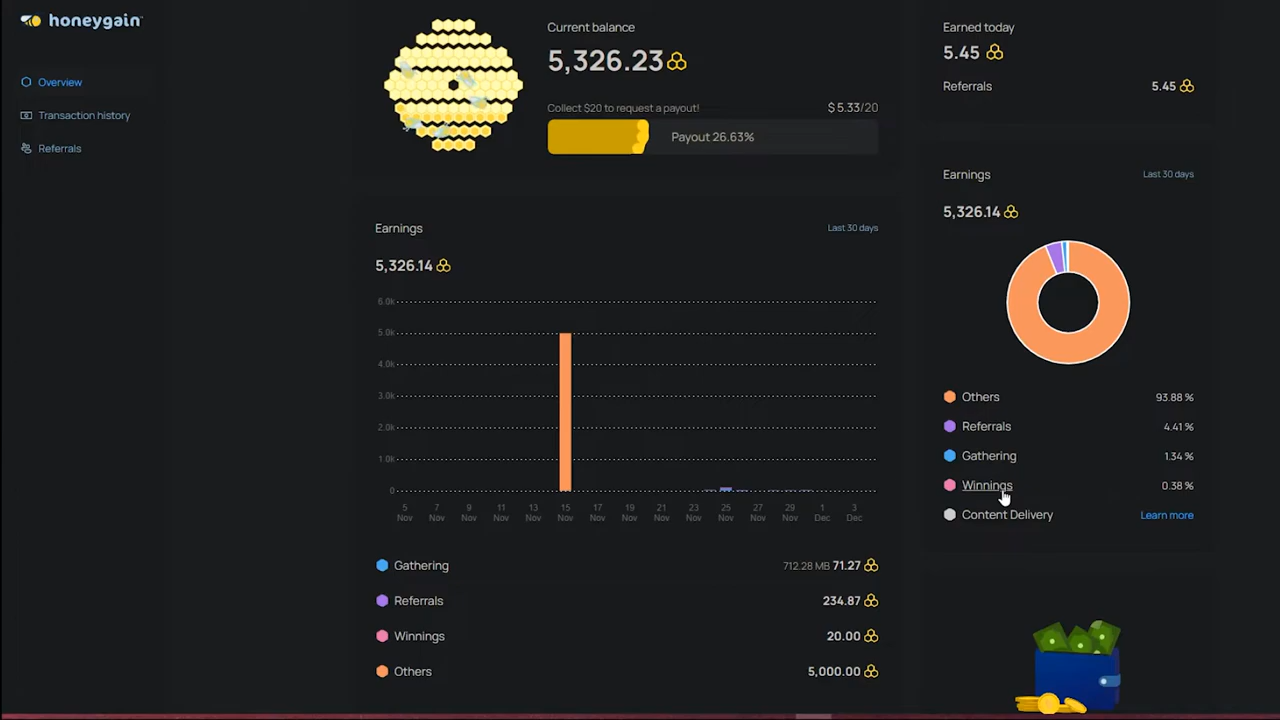 honeygain
Overview
Transaction history
Referrals
Current balance
5,326.23
Collect $20 to request a payout!
$ 5.33/20
Payout 26.63%
Earnings
Last 30 days
5,326.14
6.0k
5.0k
4.0k
3.0k
2.0k
1.0k
0
5 Nov
7 Nov
9 Nov
11 Nov
13 Nov
15 Nov
17 Nov
19 Nov
21 Nov
23 Nov
25 Nov
27 Nov
29 Nov
1 Dec
3 Dec
Gathering
712.28 MB 71.27
Referrals
234.87
Winnings
20.00
Others
5,000.00
Earned today
5.45
Referrals
5.45
Earnings
Last 30 days
5,326.14
Others
93.88 %
Referrals
4.41 %
Gathering
1.34 %
Winnings
0.38 %
Content Delivery
Learn more